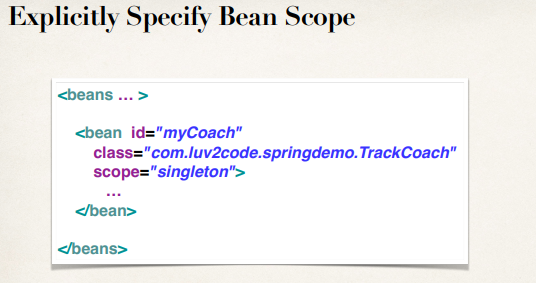 Explicitly Specify Bean Scope
<beans ... >
<bean id="myCoach"
class="com.luv2code.springdemo.TrackCoach"
scope="singleton">
...
</bean>
</beans>